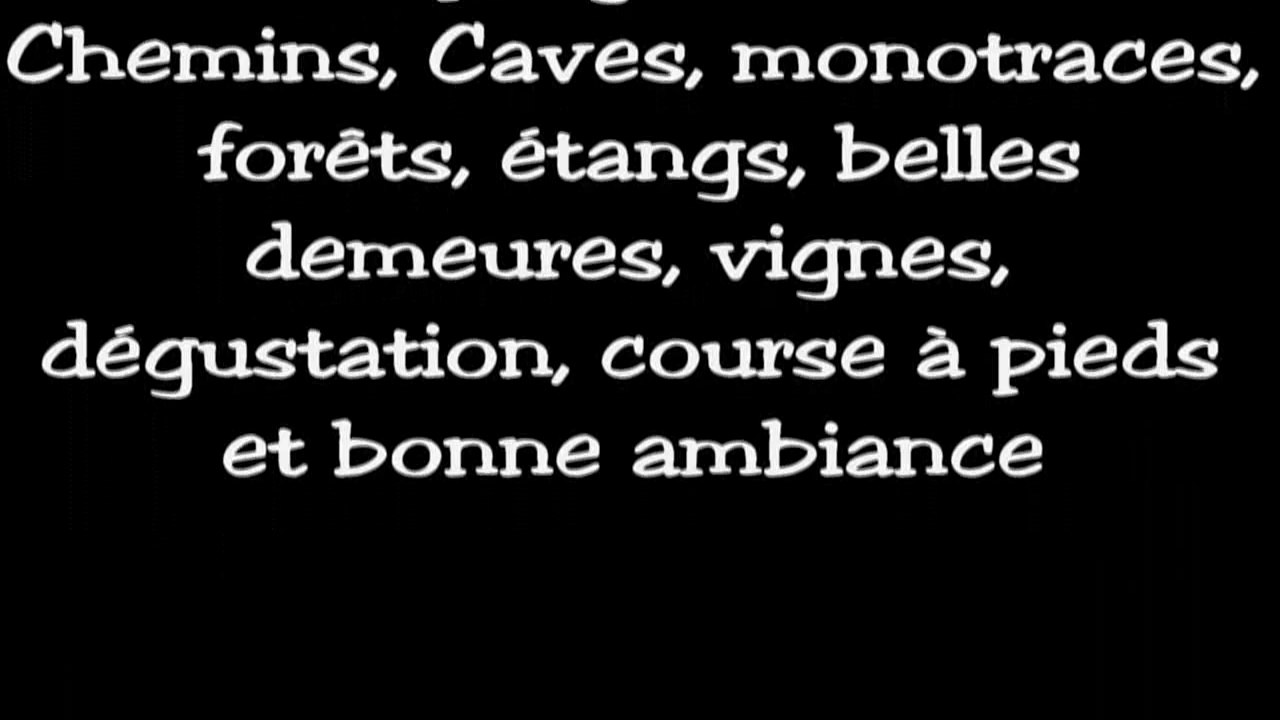 Chemins, Caves, monotraces,
forêts, étangs, belles
demeures, vignes,
dégustation, course à pieds
et bonne ambiance